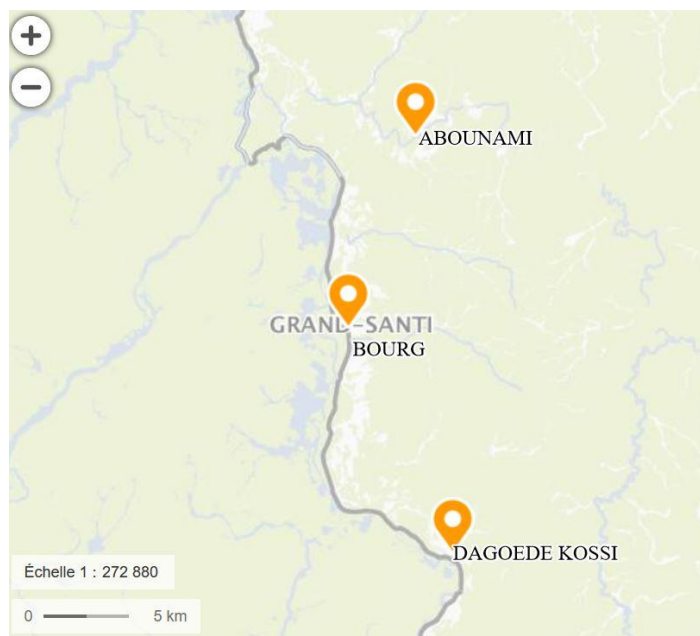 ABOUNAMI
GRAND-SANTI
BOURG
DAGOEDE KOSSI
Échelle 1 : 272 880
0 5 km